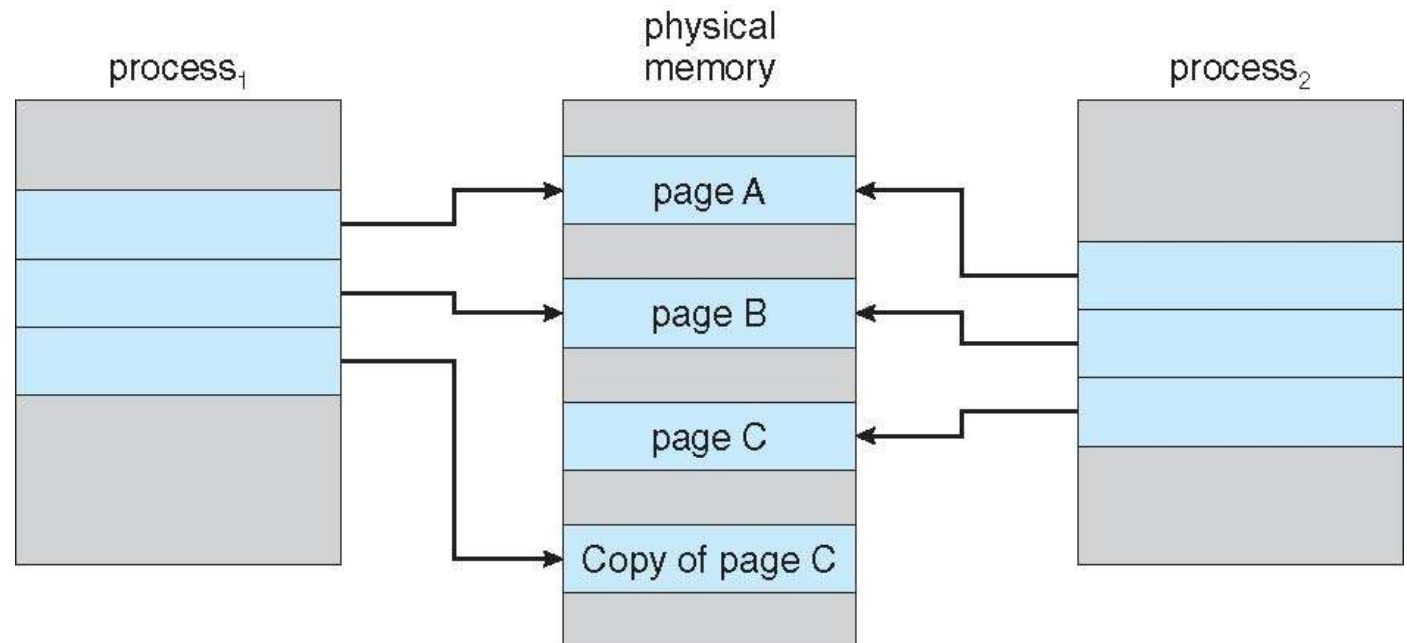 process₁
physical
memory
process₂
page A
page B
page C
Copy of page C